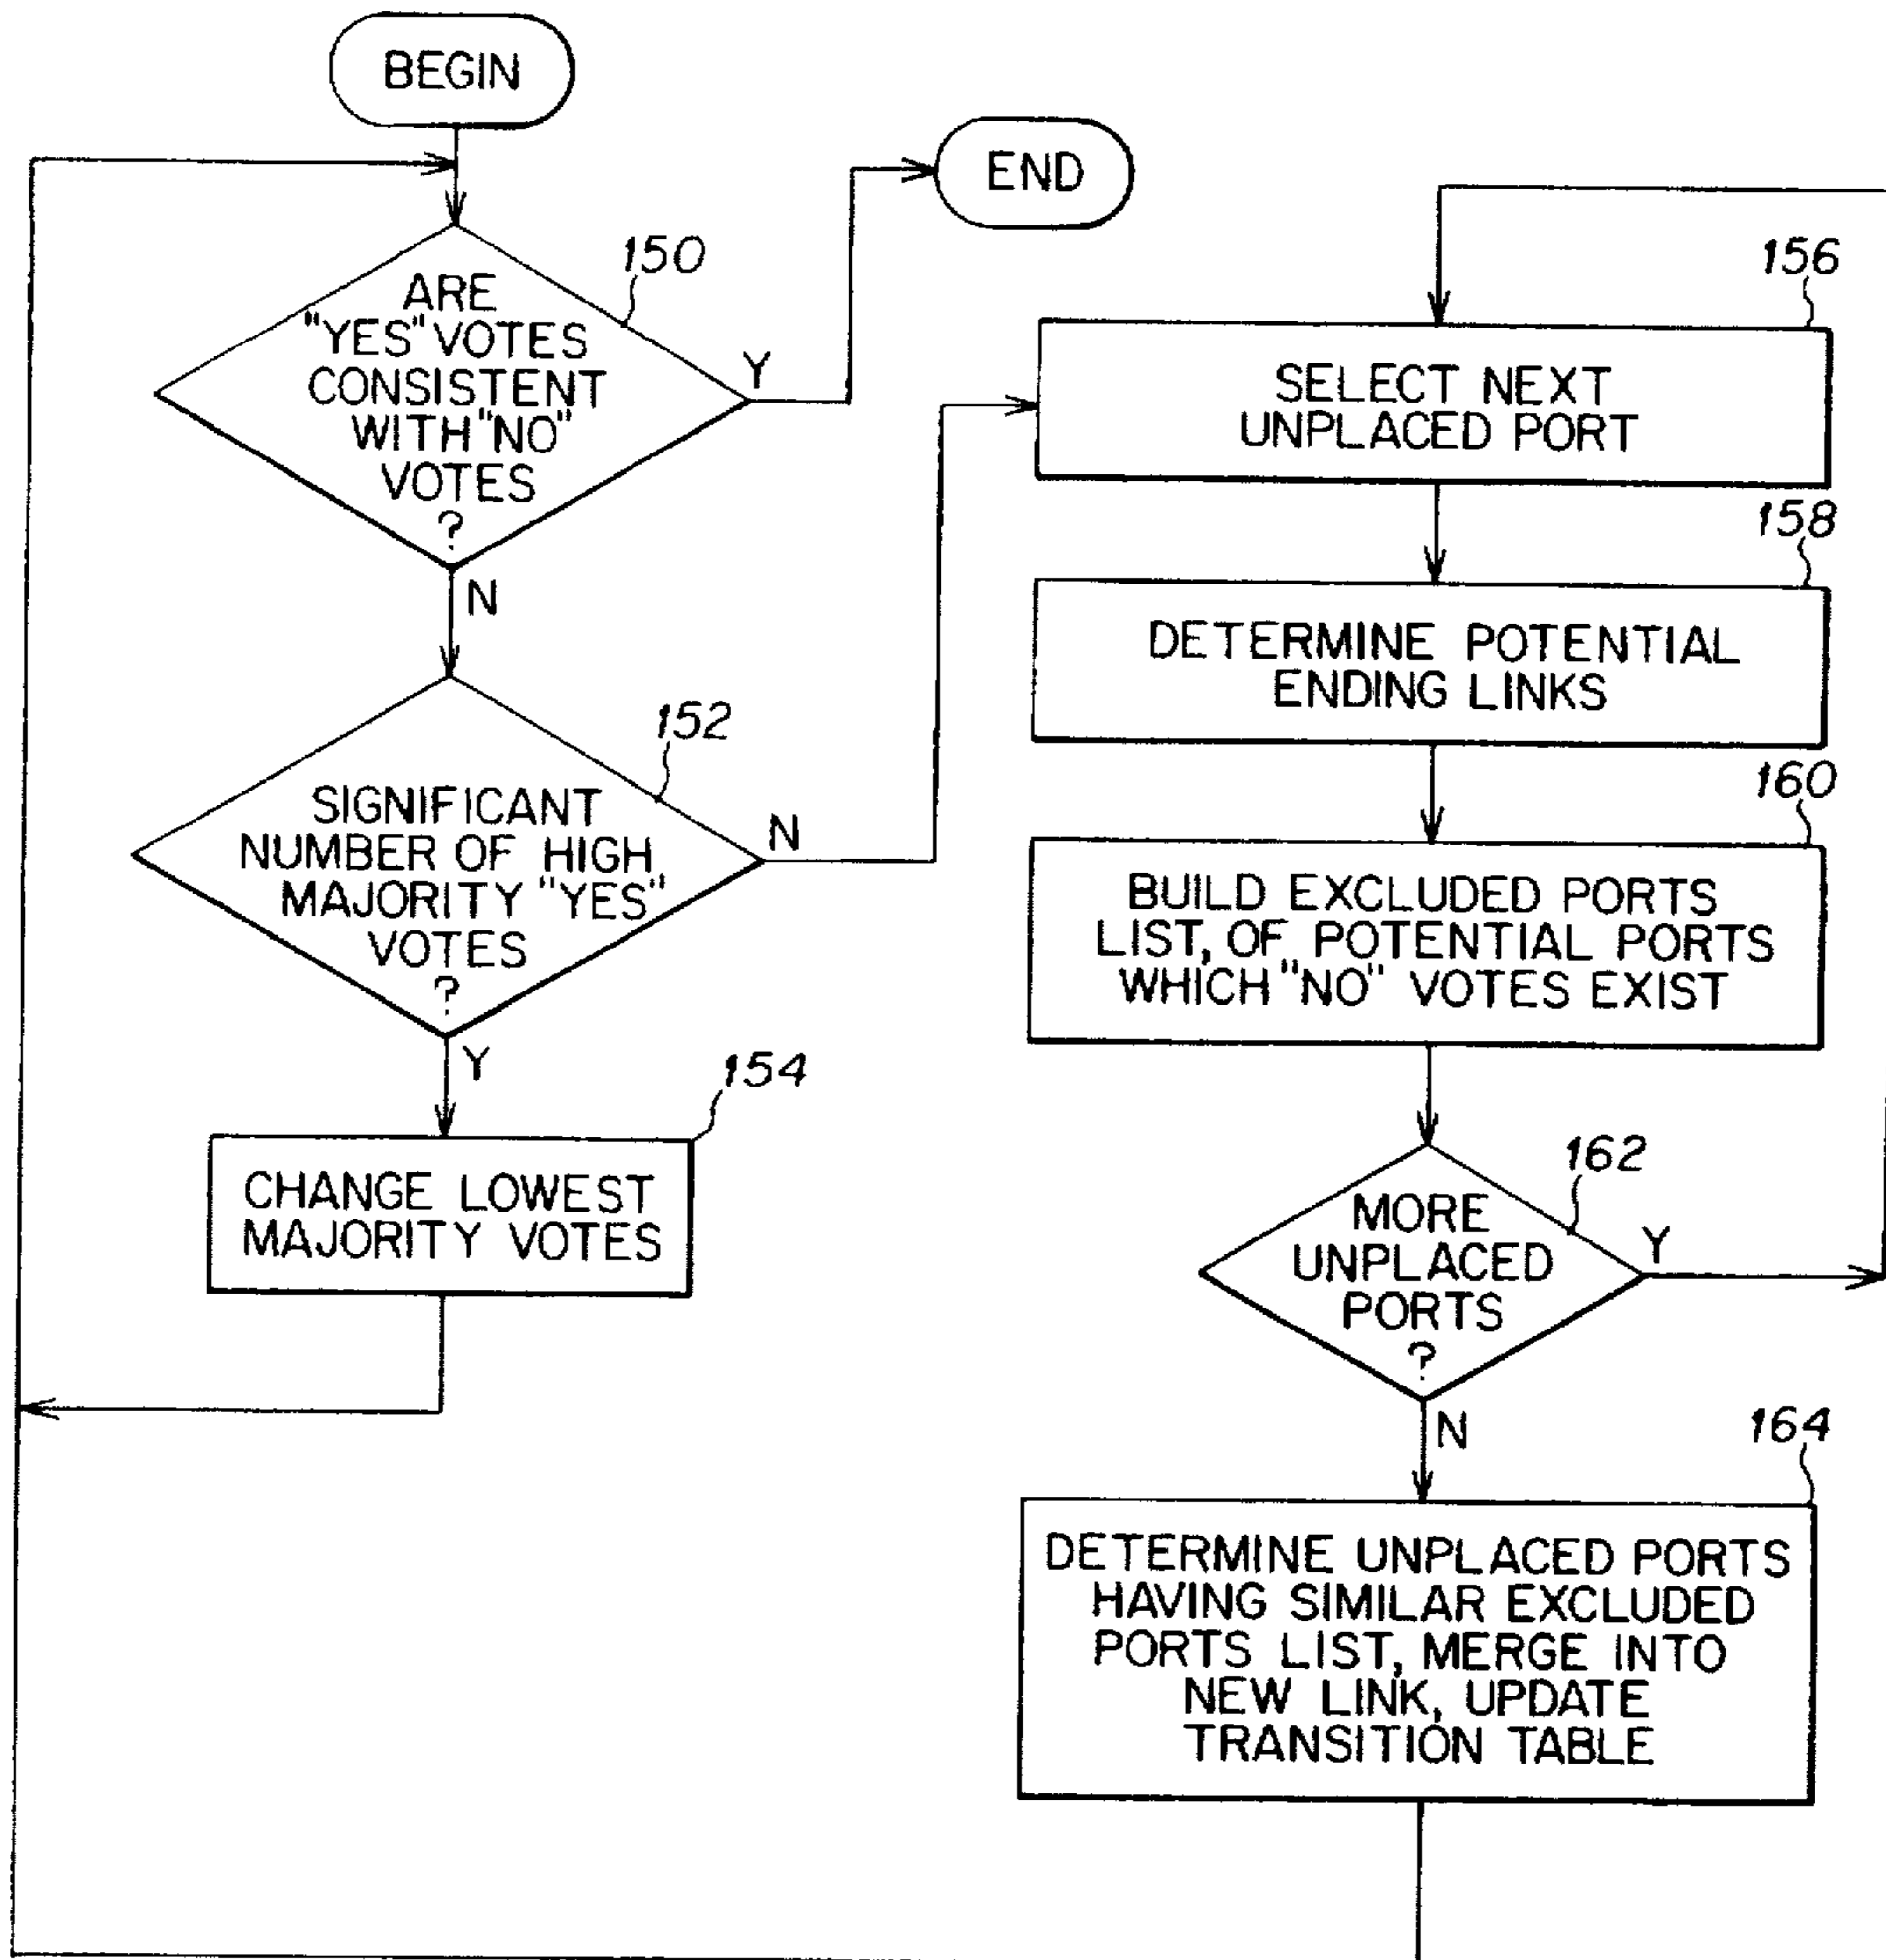 BEGIN
END
150
ARE
"YES" VOTES
CONSISTENT
WITH "NO"
VOTES
?
Y
N
152
SIGNIFICANT
NUMBER OF HIGH
MAJORITY "YES"
VOTES
?
N
Y
154
CHANGE LOWEST
MAJORITY VOTES
156
SELECT NEXT
UNPLACED PORT
158
DETERMINE POTENTIAL
ENDING LINKS
160
BUILD EXCLUDED PORTS
LIST, OF POTENTIAL PORTS
WHICH "NO" VOTES EXIST
162
MORE
UNPLACED
PORTS
?
Y
N
164
DETERMINE UNPLACED PORTS
HAVING SIMILAR EXCLUDED
PORTS LIST, MERGE INTO
NEW LINK, UPDATE
TRANSITION TABLE